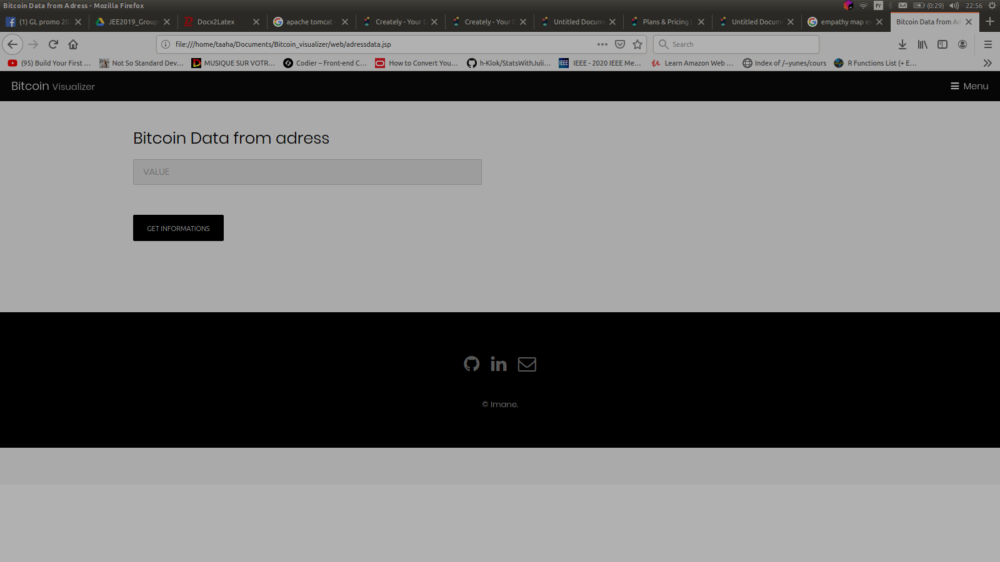 Bitcoin Data from Adress - Mozilla Firefox
Fr
(0:29)
22:56
(1) GL promo 20
JEE2019_Group
Docx2Latex
apache tomcat -
Creately - Your D
Creately - Your D
Untitled Docum
Plans & Pricing |
Untitled Docum
empathy map ex
Bitcoin Data from Ad
file:///home/taaha/Documents/Bitcoin_visualizer/web/adressdata.jsp
Search
(95) Build Your First ...
Not So Standard Dev...
MUSIQUE SUR VOTR...
Codier – Front-end C...
How to Convert You...
h-Klok/StatsWithJuli...
IEEE
IEEE - 2020 IEEE Me...
Learn Amazon Web ...
Index of /~yunes/cours
R Functions List (+ E...
Bitcoin Visualizer
Menu
Bitcoin Data from adress
VALUE
GET INFORMATIONS
© Imane.